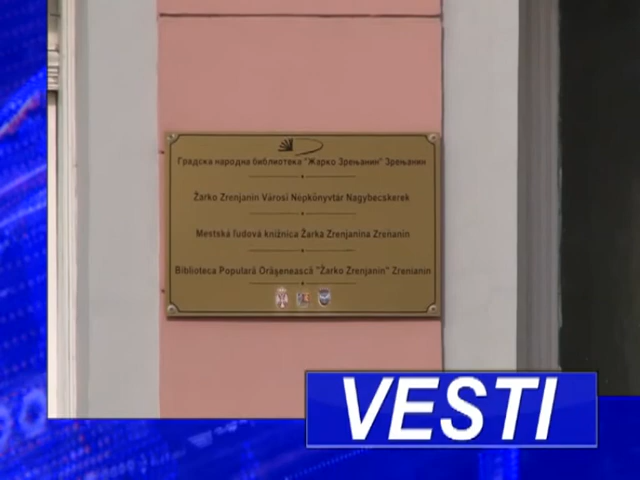 Градска народна библиотека "Жарко Зрењанин" Зрењанин
Žarko Zrenjanin Városi Népkönyvtár Nagybecskerek
Mestská ľudová knižnica Žarka Zrenjanina Zreňanin
Biblioteca Populară Orăşenească "Žarko Zrenjanin" Zrenianin
VESTI